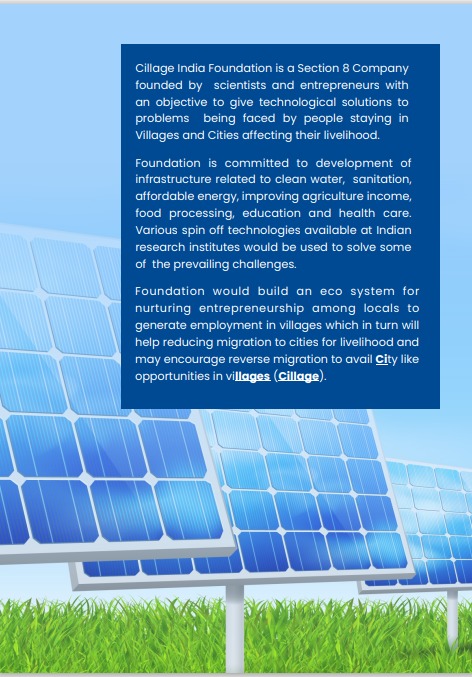 Cillage India Foundation is a Section 8 Company
founded by scientists and entrepreneurs with
an objective to give technological solutions to
problems being faced by people staying in
Villages and Cities affecting their livelihood.
Foundation is committed to development of
infrastructure related to clean water, sanitation,
affordable energy, improving agriculture income,
food processing, education and health care.
Various spin off technologies available at Indian
research institutes would be used to solve some
of the prevailing challenges.
Foundation would build an eco system for
nurturing entrepreneurship among locals to
generate employment in villages which in turn will
help reducing migration to cities for livelihood and
may encourage reverse migration to avail City like
opportunities in villages (Cillage).